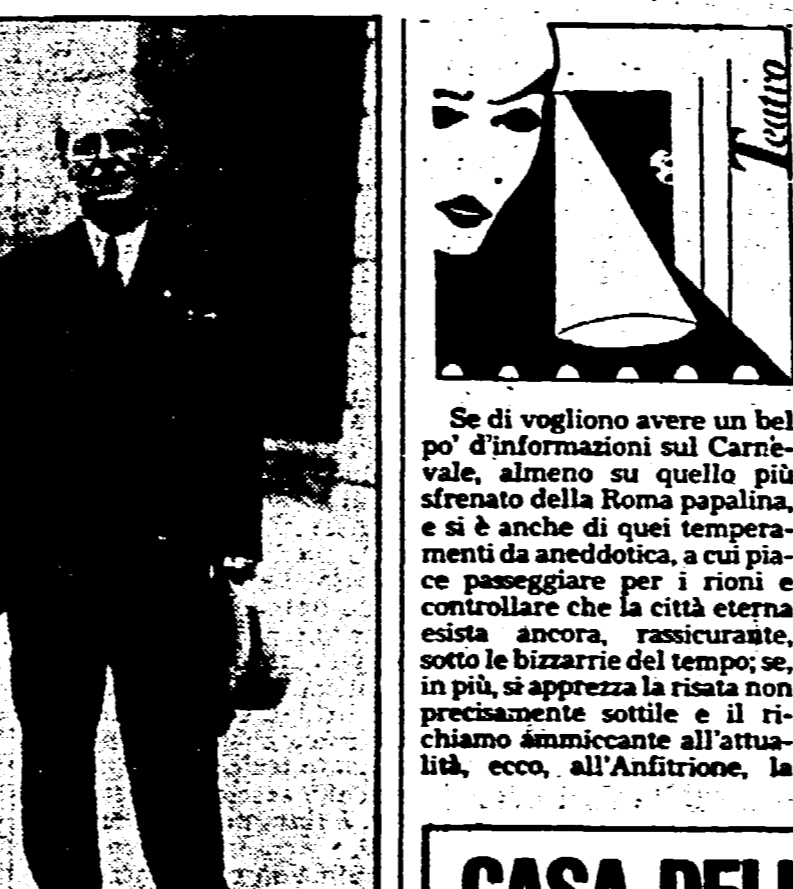 Teatro
Se di vogliono avere un bel
po' d'informazioni sul Carne-
vale, almeno su quello più
sfrenato della Roma papalina,
e si è anche di quei tempera-
menti da aneddotica, a cui pia-
ce passeggiare per i rioni e
controllare che la città eterna
esista ancora, rassicurante,
sotto le bizzarrie del tempo; se,
in più, si apprezza la risata non
precisamente sottile e il ri-
chiamo ammiccante all'attua-
lità, ecco, all'Anfitrione, la
CASA